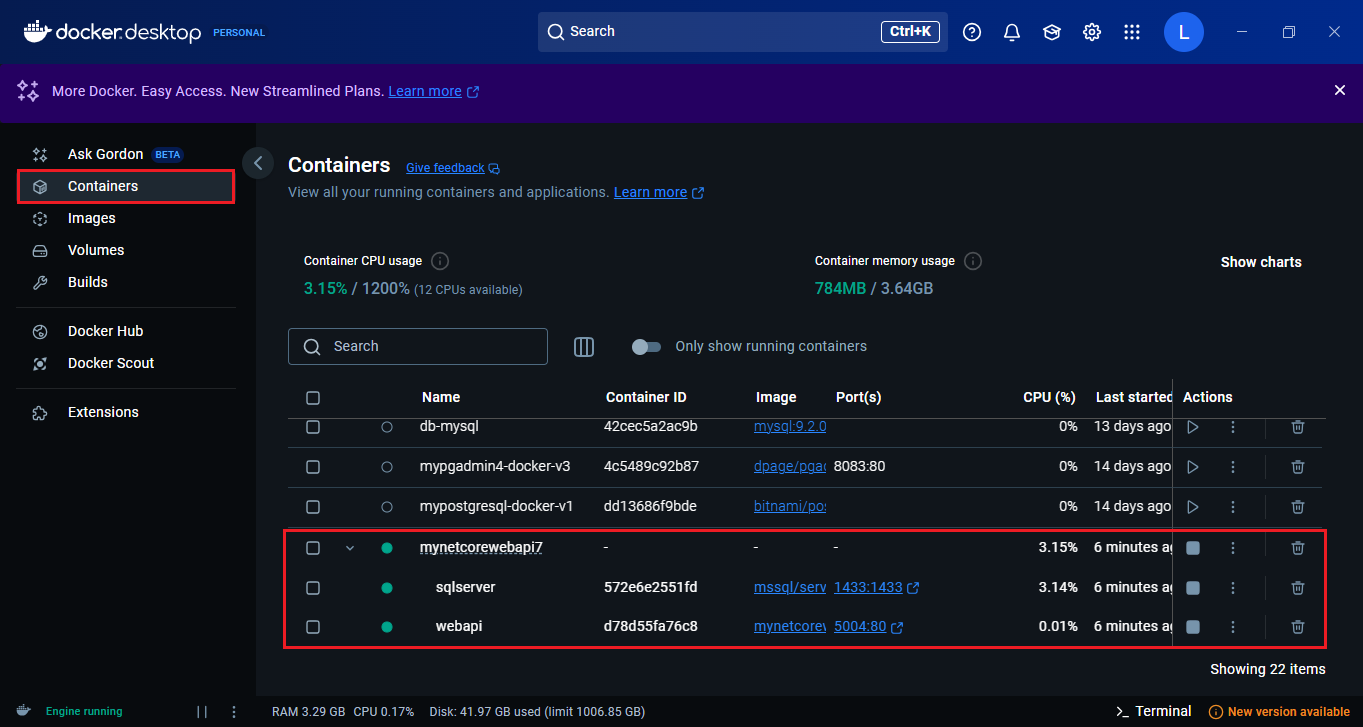 docker.desktop PERSONAL Search Ctrl+K L
More Docker. Easy Access. New Streamlined Plans. Learn more
Ask Gordon BETA
Containers
Images
Volumes
Builds
Docker Hub
Docker Scout
Extensions
Containers Give feedback
View all your running containers and applications. Learn more
Container CPU usage
3.15% / 1200% (12 CPUs available)
Container memory usage
784MB / 3.64GB
Show charts
Search
Only show running containers
Name Container ID Image Port(s) CPU (%) Last started Actions
db-mysql 42cec5a2ac9b mysql:9.2.0 0% 13 days ago
mypgadmin4-docker-v3 4c5489c92b87 dpage/pgad 8083:80 0% 14 days ago
mypostgresql-docker-v1 dd13686f9bde bitnami/pos 0% 14 days ago
mynetcorewebapi7 - - - 3.15% 6 minutes ag
sqlserver 572e6e2551fd mssql/serv 1433:1433 3.14% 6 minutes ag
webapi d78d55fa76c8 mynetcorew 5004:80 0.01% 6 minutes ag
Showing 22 items
Engine running RAM 3.29 GB CPU 0.17% Disk: 41.97 GB used (limit 1006.85 GB) >_ Terminal New version available